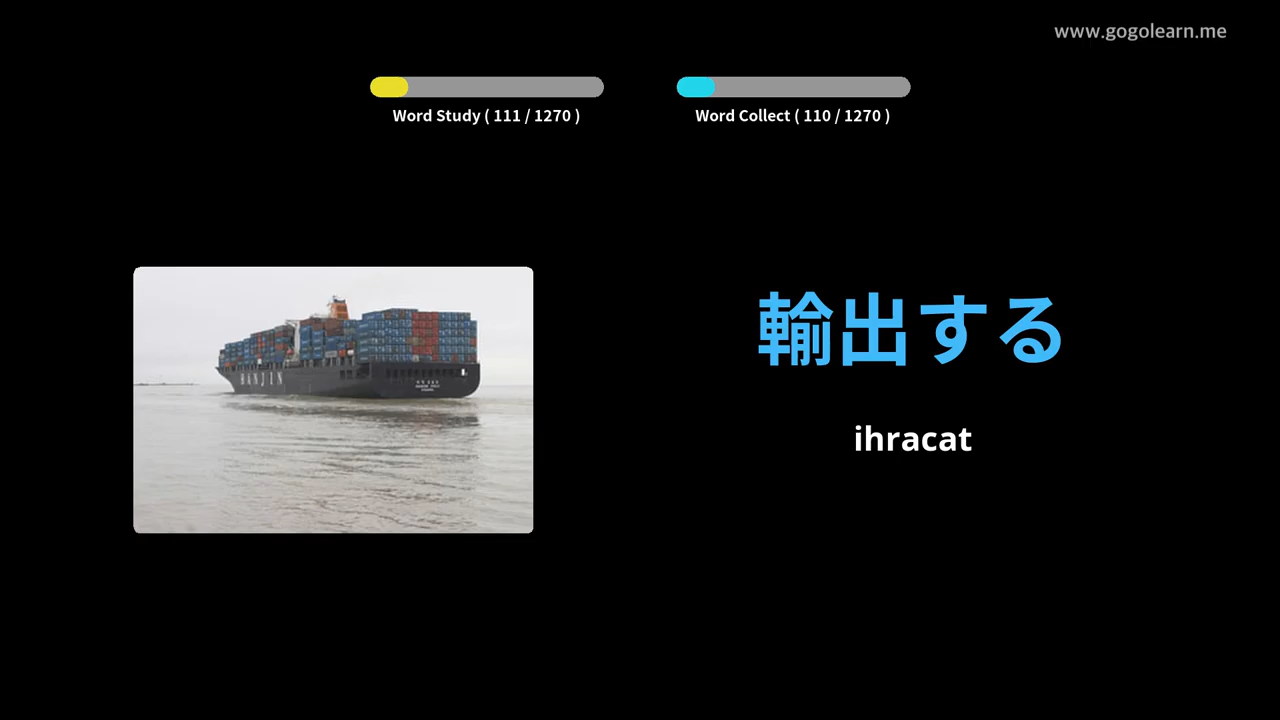 www.gogolearn.me
Word Study ( 111 / 1270 )
Word Collect ( 110 / 1270 )
輸出する
ihracat
HANJIN